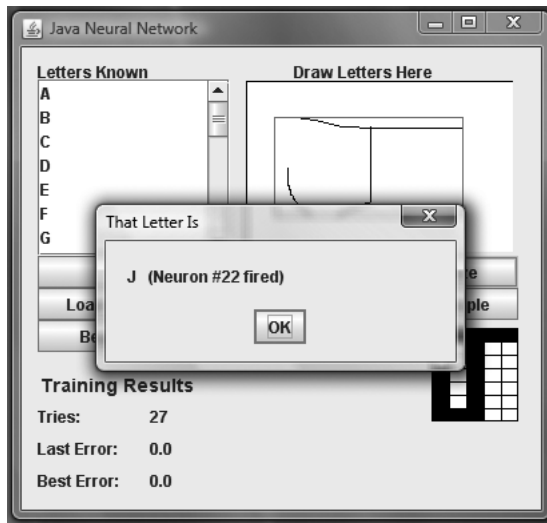 Java Neural Network
Letters Known
Draw Letters Here
A
B
C
D
E
F
G
That Letter Is
J (Neuron #22 fired)
OK
Training Results
Tries: 27
Last Error: 0.0
Best Error: 0.0